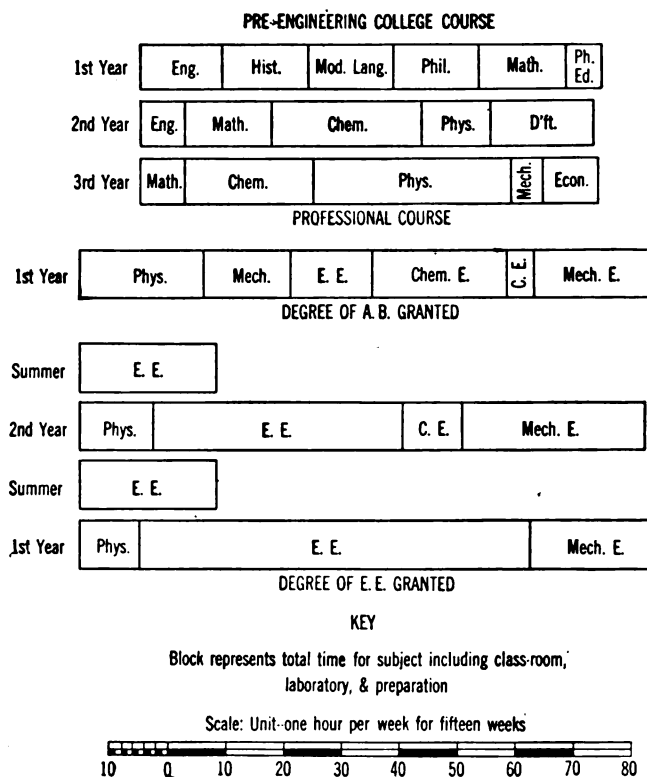 PRE-ENGINEERING COLLEGE COURSE
1st Year Eng. Hist. Mod. Lang. Phil. Math. Ph. Ed.
2nd Year Eng. Math. Chem. Phys. D'ft.
3rd Year Math. Chem. Phys. Mech. Econ.
PROFESSIONAL COURSE
1st Year Phys. Mech. E. E. Chem. E. C. E. Mech. E.
DEGREE OF A. B. GRANTED
Summer E. E.
2nd Year Phys. E. E. C. E. Mech. E.
Summer E. E.
1st Year Phys. E. E. Mech. E.
DEGREE OF E. E. GRANTED
KEY
Block represents total time for subject including class-room,
laboratory, & preparation
Scale: Unit--one hour per week for fifteen weeks
10 0 10 20 30 40 50 60 70 80